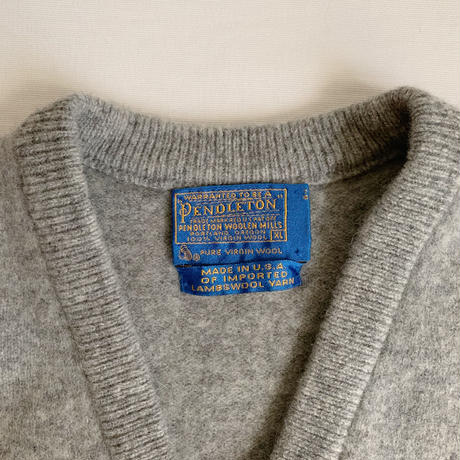 WARRANTED TO BE A
"PENDLETON"
PENDLETON WOOLEN MILLS
PORTLAND, OREGON
100% VIRGIN WOOL XL
PURE VIRGIN WOOL
MADE IN U.S.A
OF IMPORTED
LAMBSWOOL YARN